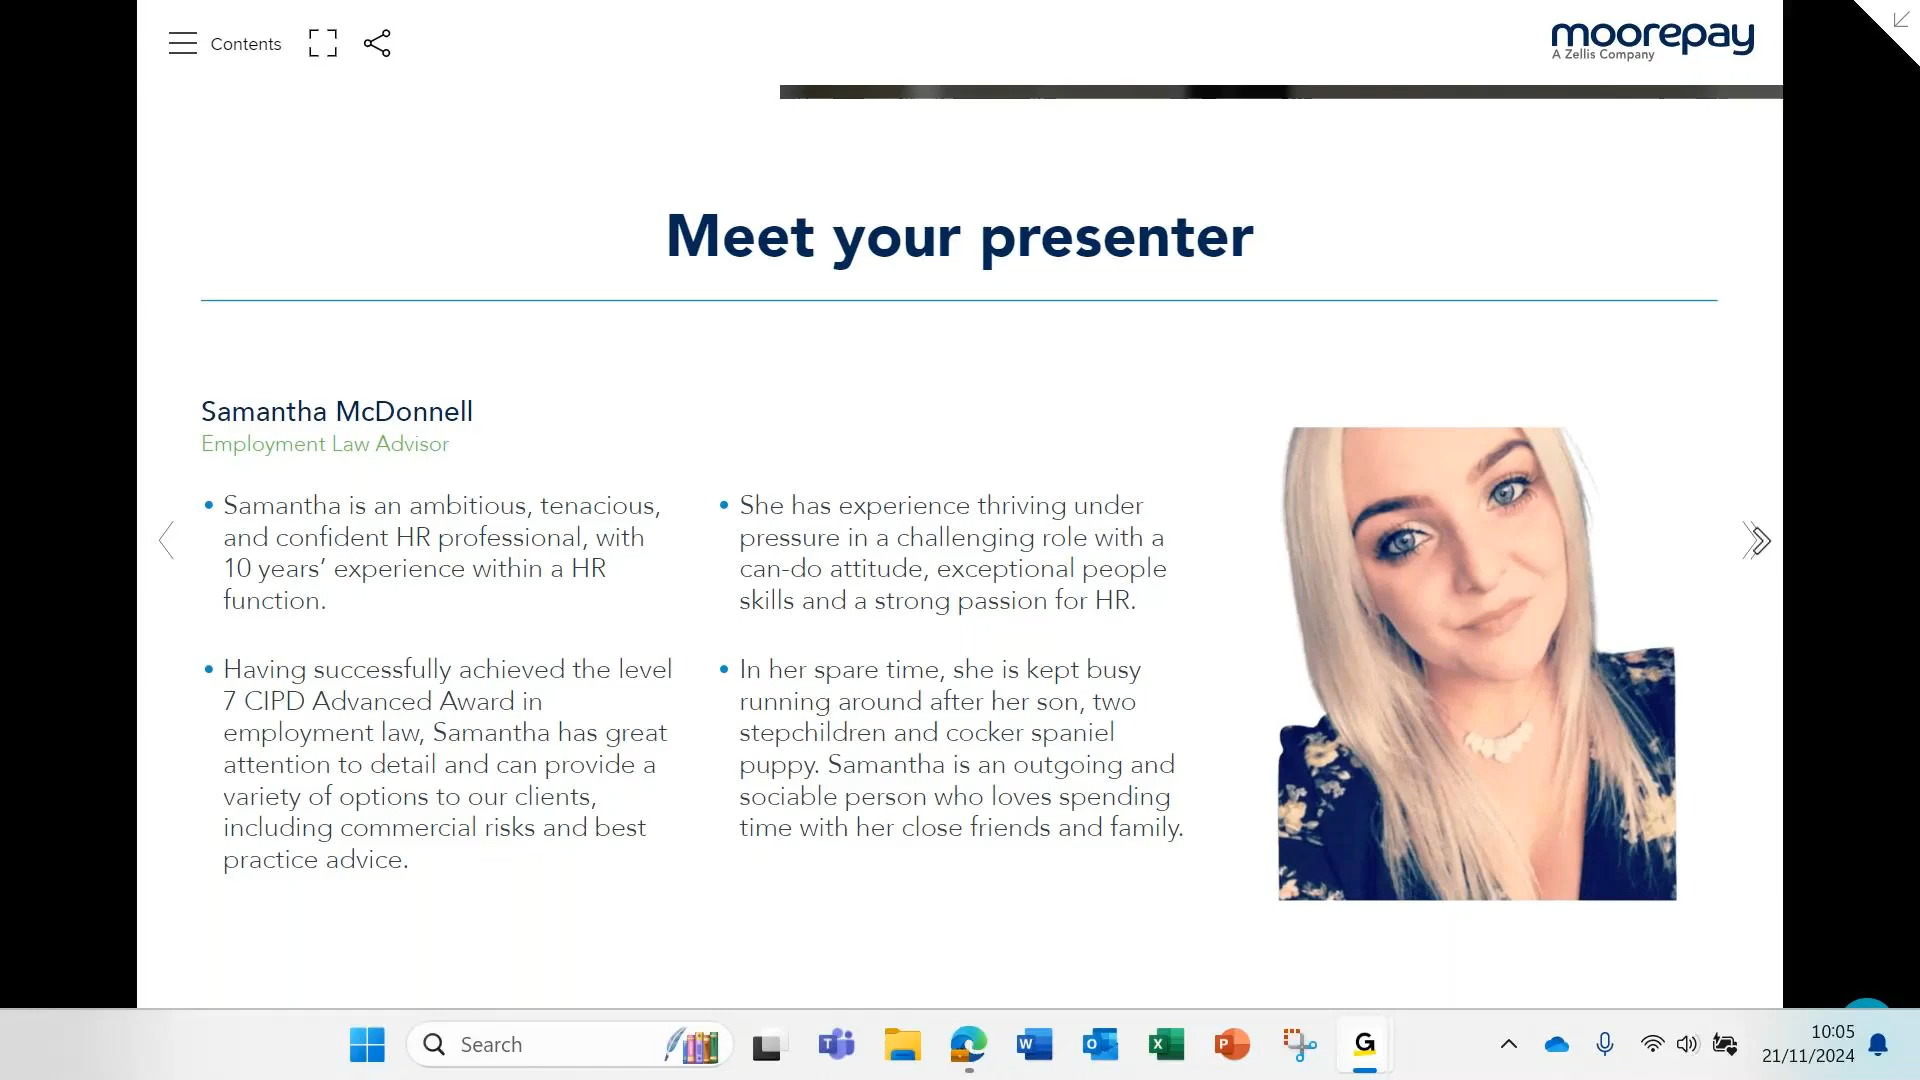 Contents
moorepay
A Zellis Company
Meet your presenter
Samantha McDonnell
Employment Law Advisor
• Samantha is an ambitious, tenacious,
and confident HR professional, with
10 years’ experience within a HR
function.
• Having successfully achieved the level
7 CIPD Advanced Award in
employment law, Samantha has great
attention to detail and can provide a
variety of options to our clients,
including commercial risks and best
practice advice.
• She has experience thriving under
pressure in a challenging role with a
can-do attitude, exceptional people
skills and a strong passion for HR.
• In her spare time, she is kept busy
running around after her son, two
stepchildren and cocker spaniel
puppy. Samantha is an outgoing and
sociable person who loves spending
time with her close friends and family.
Search
T
W
O
X
P
G
10:05
21/11/2024